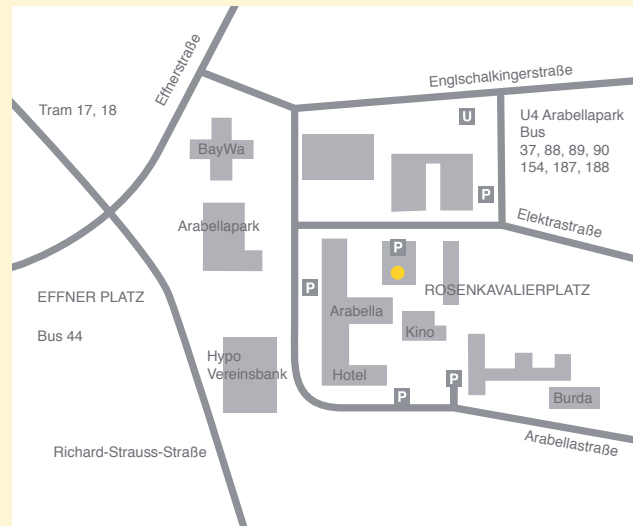 Effnerstraße
Englschalkingerstraße
Tram 17, 18
U
U4 Arabellapark
Bus
37, 88, 89, 90
154, 187, 188
BayWa
P
Arabellapark
Elektrastraße
P
P
EFFNER PLATZ
ROSENKAVALIERPLATZ
Arabella
Bus 44
Kino
Hypo
Vereinsbank
Hotel
P
P
Burda
Arabellastraße
Richard-Strauss-Straße